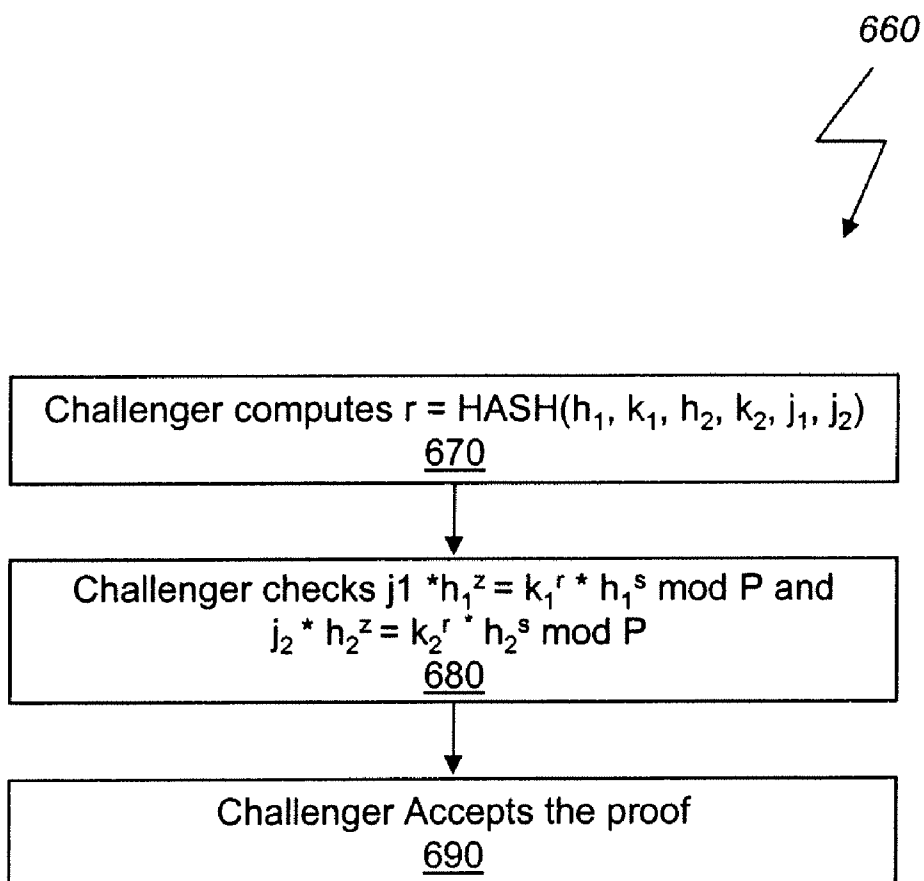 660
Challenger computes r = HASH(h₁, k₁, h₂, k₂, j₁, j₂)
670
Challenger checks j1 *h₁ᶻ = k₁ʳ * h₁ˢ mod P and
j₂ * h₂ᶻ = k₂ʳ * h₂ˢ mod P
680
Challenger Accepts the proof
690